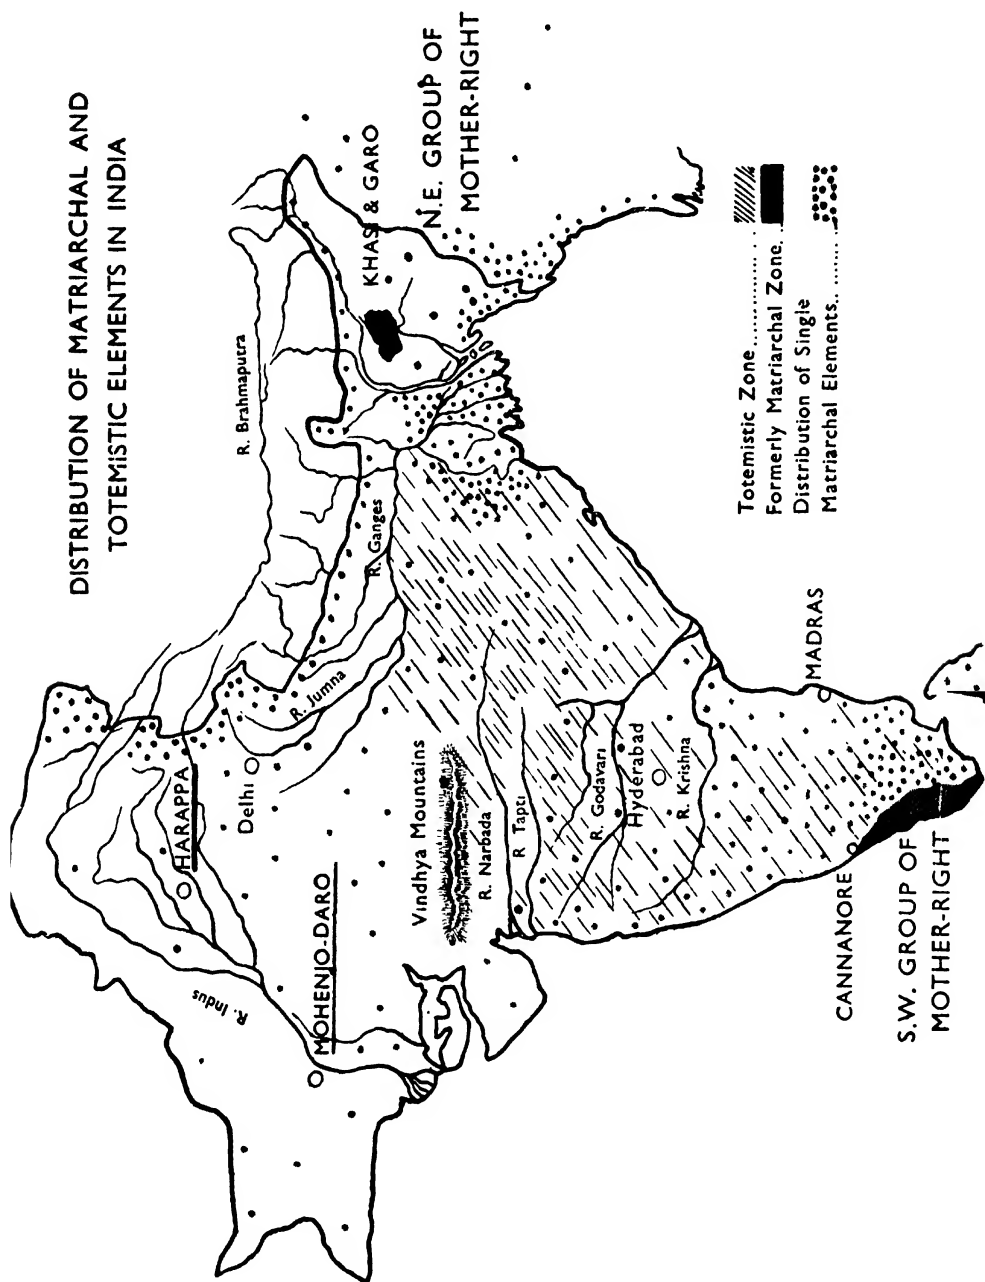 DISTRIBUTION OF MATRIARCHAL AND
TOTEMISTIC ELEMENTS IN INDIA
R. Brahmaputra
KHASI & GARO
N.E. GROUP OF
MOTHER-RIGHT
R. Ganges
R. Jumna
HARAPPA
Delhi
R. Indus
MOHENJO-DARO
Vindhya Mountains
R. Narbada
R Tapti
R. Godavari
Hyderabad
R. Krishna
MADRAS
CANNANORE
S.W. GROUP OF
MOTHER-RIGHT
Totemistic Zone
Formerly Matriarchal Zone
Distribution of Single
Matriarchal Elements